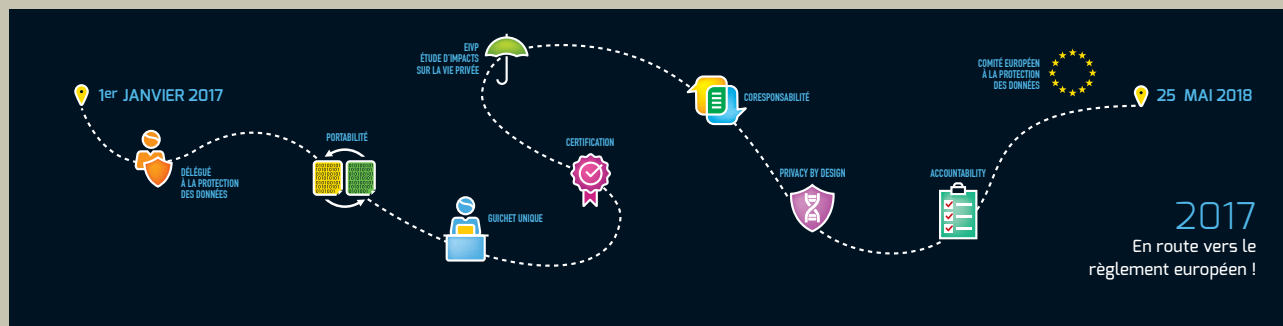 1er JANVIER 2017
DÉLÉGUÉ
À LA PROTECTION
DES DONNÉES
PORTABILITÉ
GUICHET UNIQUE
CERTIFICATION
EIVP
ÉTUDE D'IMPACTS
SUR LA VIE PRIVÉE
CORESPONSABILITÉ
PRIVACY BY DESIGN
ACCOUNTABILITY
COMITÉ EUROPÉEN
À LA PROTECTION
DES DONNÉES
25 MAI 2018
2017
En route vers le
règlement européen !